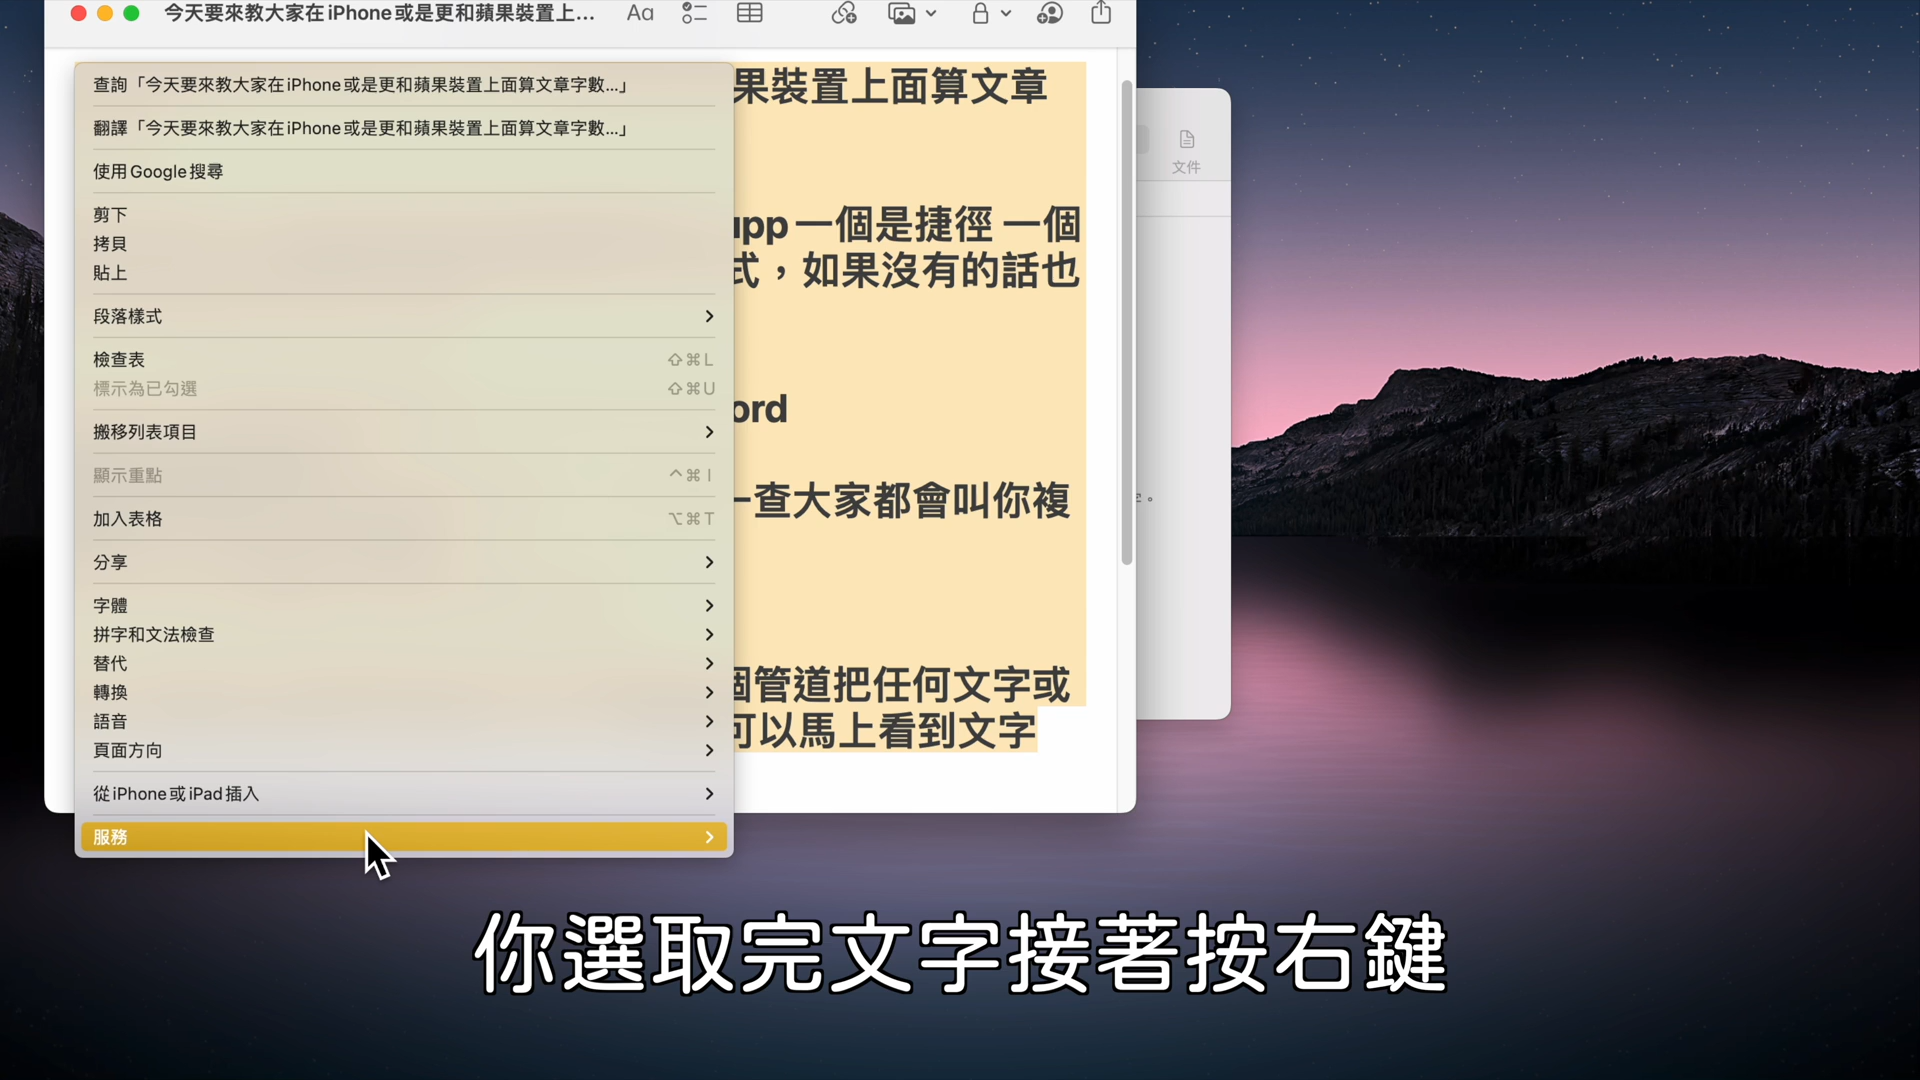 今天要來教大家在iPhone或是更和蘋果裝置上...
Aa
查詢「今天要來教大家在iPhone或是更和蘋果裝置上面算文章字數...」
翻譯「今天要來教大家在iPhone或是更和蘋果裝置上面算文章字數...」
使用Google搜尋
剪下
拷貝
貼上
段落樣式
檢查表 ⇧⌘L
標示為已勾選 ⇧⌘U
搬移列表項目
顯示重點 ^⌘I
加入表格 ⌥⌘T
分享
字體
拼字和文法檢查
替代
轉換
語音
頁面方向
從iPhone或iPad插入
服務
果裝置上面算文章
pp一個是捷徑 一個
式，如果沒有的話也
ord
一查大家都會叫你複
個管道把任何文字或
可以馬上看到文字
文件
你選取完文字接著按右鍵